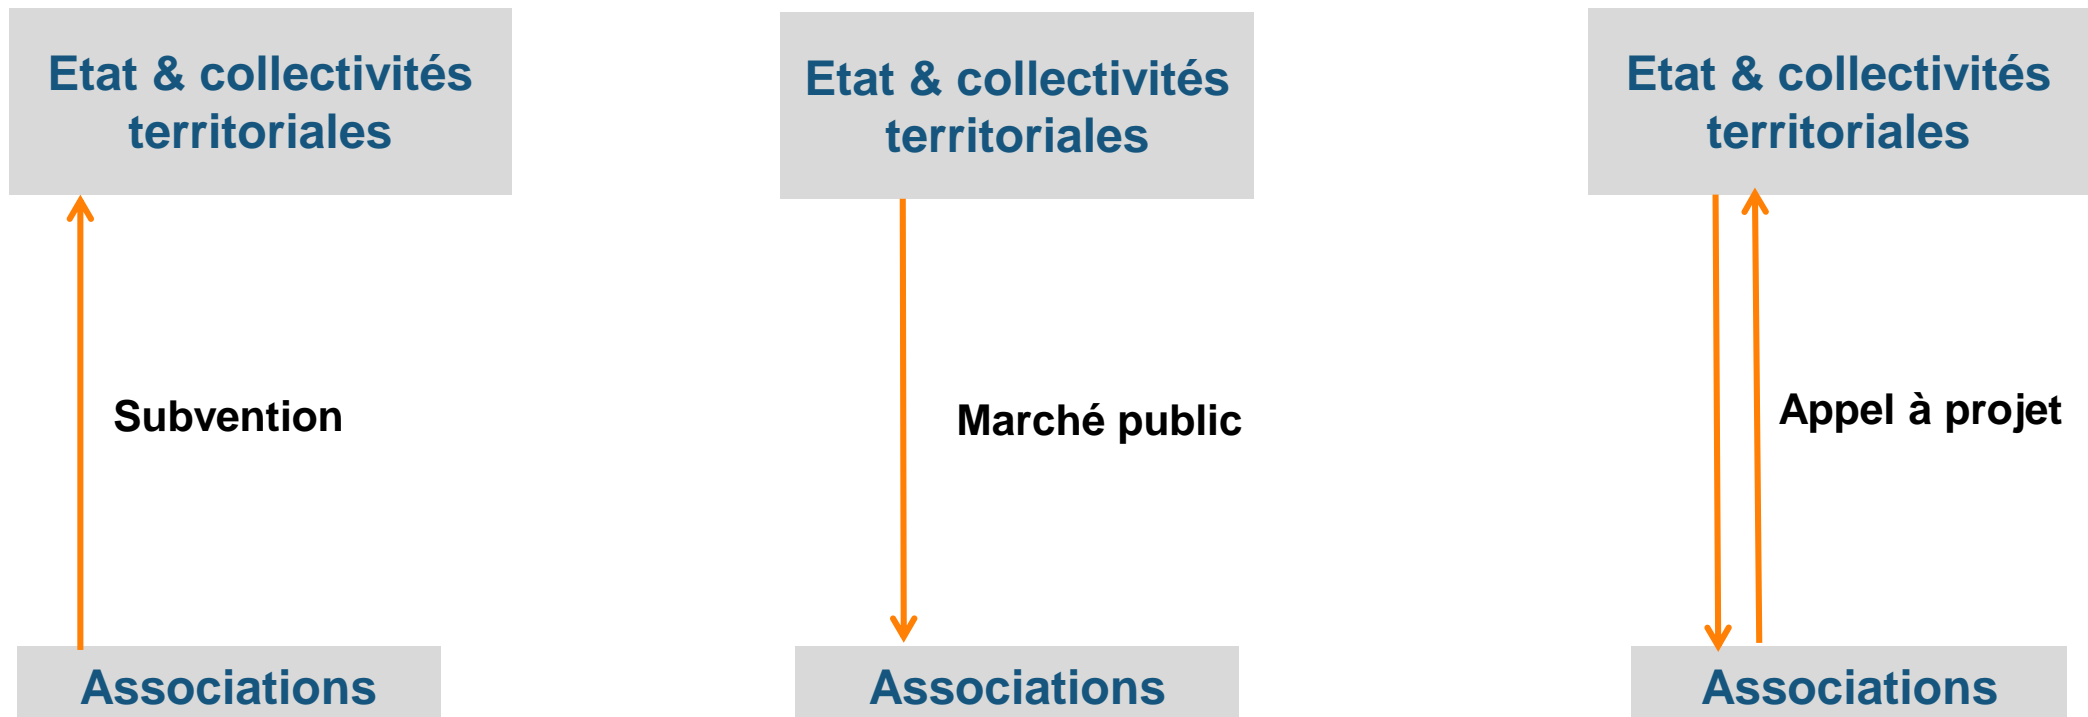 Etat & collectivités
territoriales
Etat & collectivités
territoriales
Etat & collectivités
territoriales
Subvention
Marché public
Appel à projet
Associations
Associations
Associations